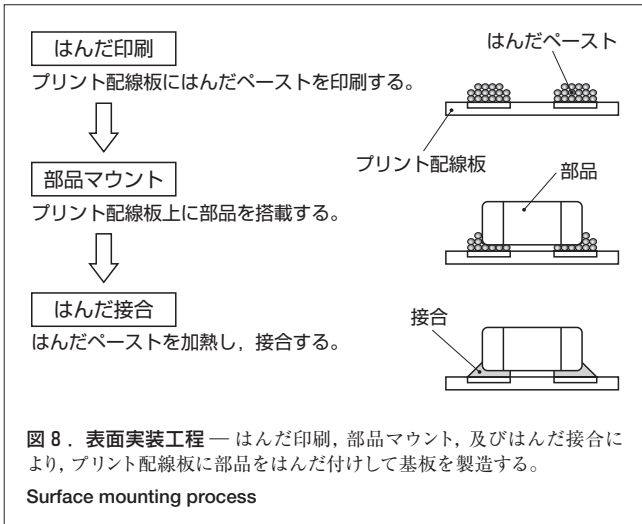 はんだ印刷
プリント配線板にはんだペーストを印刷する。
はんだペースト
プリント配線板
部品マウント
プリント配線板上に部品を搭載する。
部品
はんだ接合
はんだペーストを加熱し，接合する。
接合
図8．表面実装工程 — はんだ印刷，部品マウント，及びはんだ接合に
より，プリント配線板に部品をはんだ付けして基板を製造する。
Surface mounting process